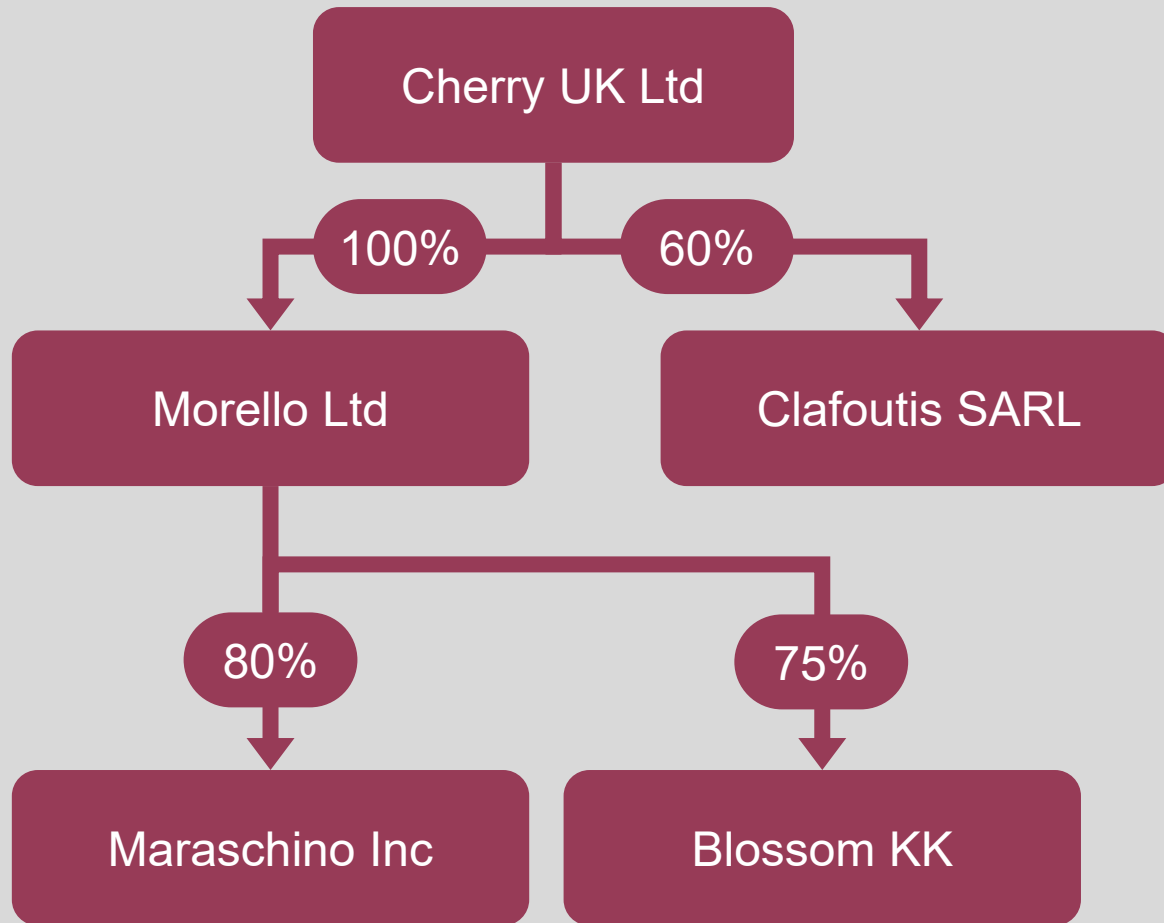 Cherry UK Ltd
100%
60%
Morello Ltd
Clafoutis SARL
80%
75%
Maraschino Inc
Blossom KK